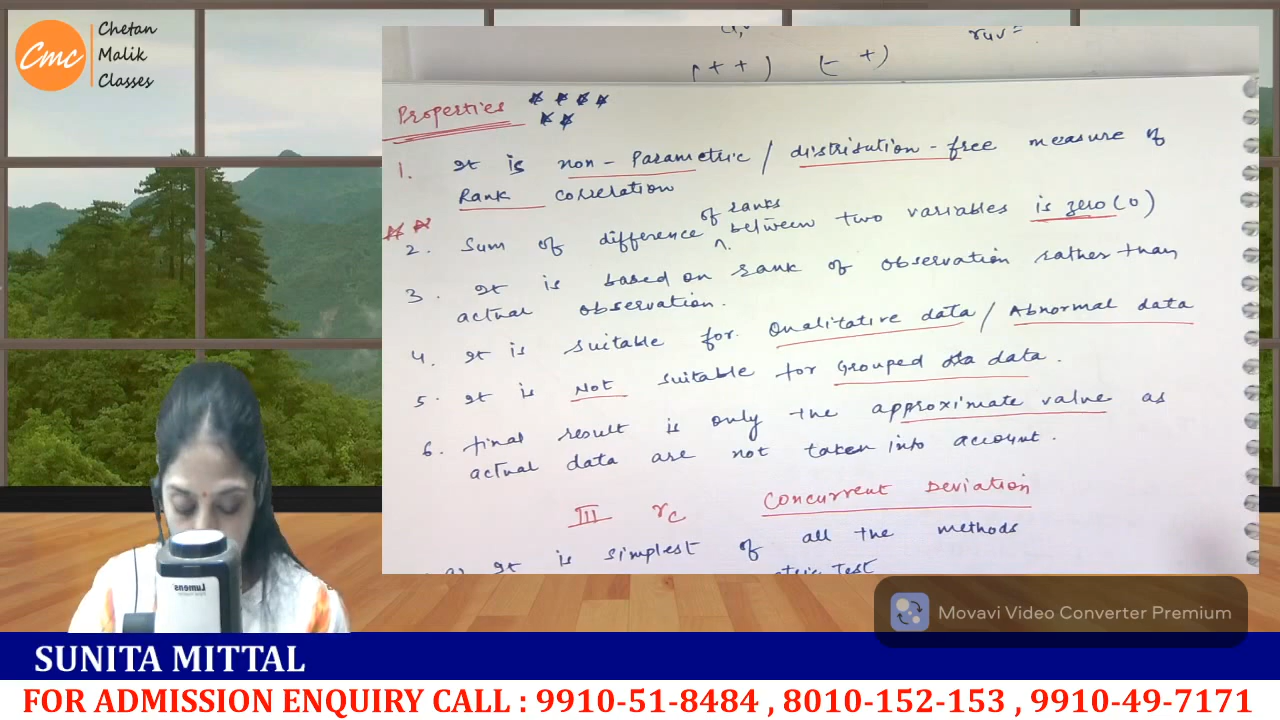 Cmc
Chetan
Malik
Classes
ruv =
(++) (- +)
Properties
1. It is non-Parametric / distribution-free measure of
Rank correlation
of ranks
2. Sum of difference between two variables is zero (0)
3. It is based on rank of observation rather than
actual observation.
4. It is suitable for Qualitative data / Abnormal data
5. It is Not suitable for Grouped data.
6. final result is only the approximate value as
actual data are not taken into account.
III rc Concurrent Deviation
It is simplest of all the methods
Test
Lumens
Movavi Video Converter Premium
SUNITA MITTAL
FOR ADMISSION ENQUIRY CALL : 9910-51-8484 , 8010-152-153 , 9910-49-7171